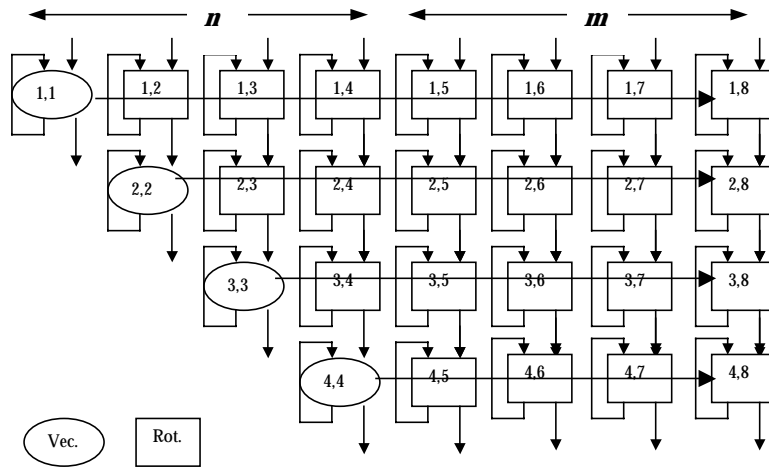 n m
1,1 1,2 1,3 1,4 1,5 1,6 1,7 1,8
2,2 2,3 2,4 2,5 2,6 2,7 2,8
3,3 3,4 3,5 3,6 3,7 3,8
4,4 4,5 4,6 4,7 4,8
Vec. Rot.